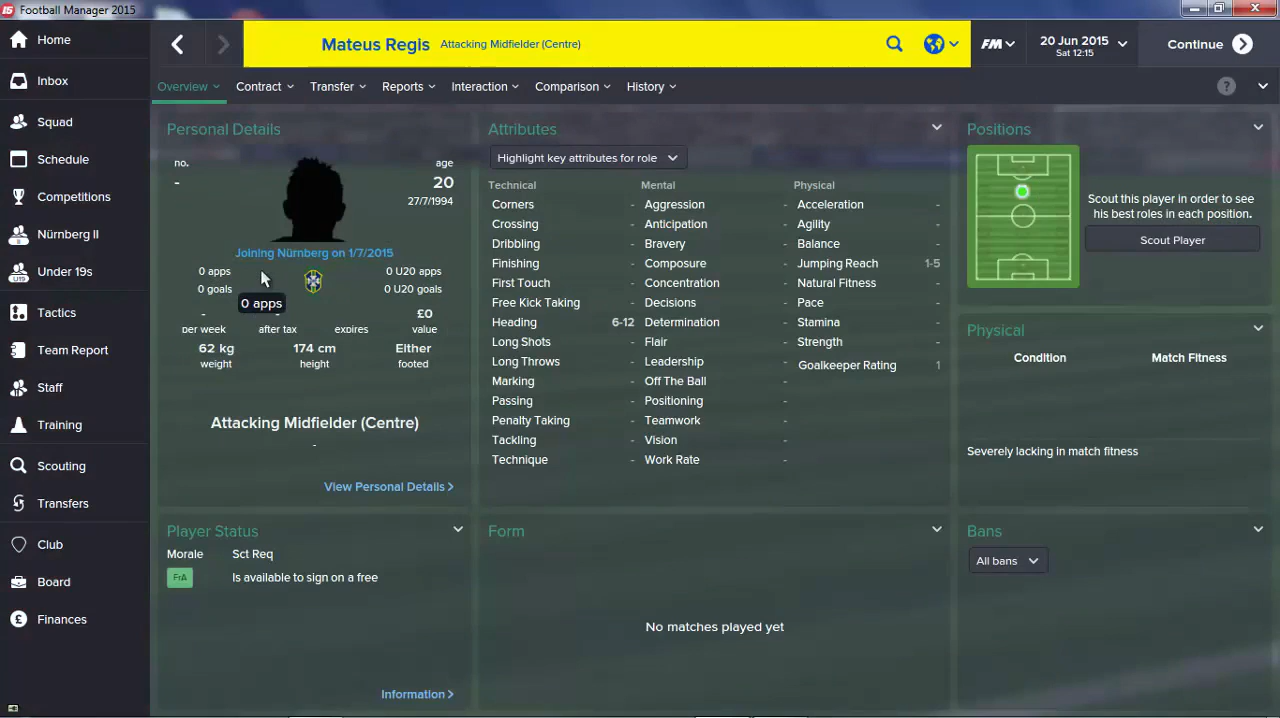 15 Football Manager 2015
Home
Inbox
Squad
Schedule
Competitions
Nürnberg II
Under 19s
Tactics
Team Report
Staff
Training
Scouting
Transfers
Club
Board
Finances
Mateus Regis Attacking Midfielder (Centre)
FM
20 Jun 2015
Sat 12:15
Continue
Overview Contract Transfer Reports Interaction Comparison History ?
Personal Details
no. age
- 20
27/7/1994
Joining Nürnberg on 1/7/2015
0 apps 0 U20 apps
0 goals 0 U20 goals
0 apps
- - £0
per week after tax expires value
62 kg 174 cm Either
weight height footed
Attacking Midfielder (Centre)
-
View Personal Details >
Attributes
Highlight key attributes for role
Technical Mental Physical
Corners - Aggression - Acceleration -
Crossing - Anticipation - Agility -
Dribbling - Bravery - Balance -
Finishing - Composure - Jumping Reach 1-5
First Touch - Concentration - Natural Fitness -
Free Kick Taking - Decisions - Pace -
Heading 6-12 Determination - Stamina -
Long Shots - Flair - Strength -
Long Throws - Leadership - Goalkeeper Rating 1
Marking - Off The Ball -
Passing - Positioning -
Penalty Taking - Teamwork -
Tackling - Vision -
Technique - Work Rate -
Positions
Scout this player in order to see
his best roles in each position.
Scout Player
Physical
Condition Match Fitness
Severely lacking in match fitness
Player Status
Morale Sct Req
FrA Is available to sign on a free
Information >
Form
No matches played yet
Bans
All bans